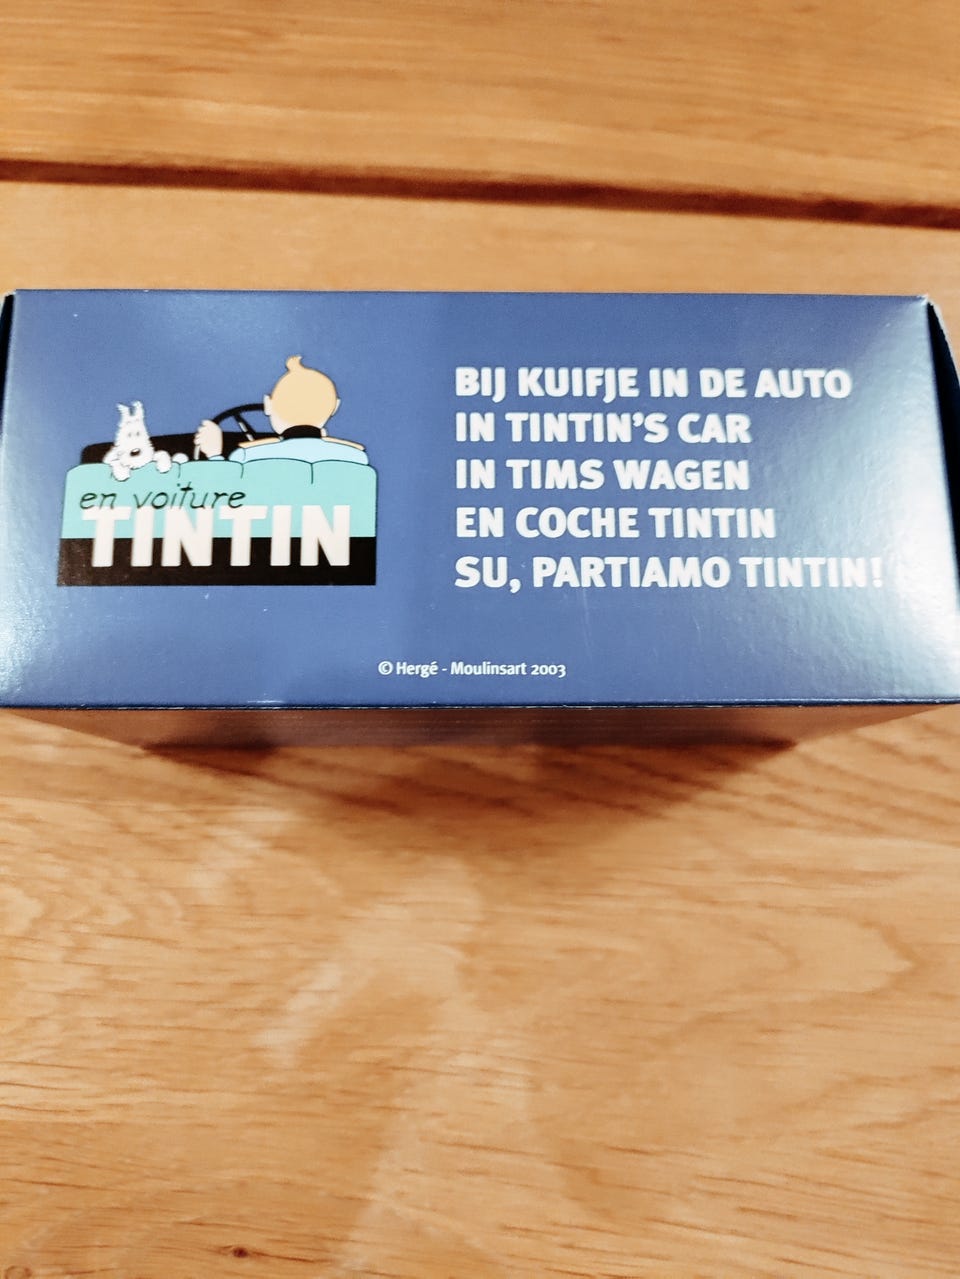 en voiture
TINTIN
BIJ KUIFJE IN DE AUTO
IN TINTIN'S CAR
IN TIMS WAGEN
EN COCHE TINTIN
SU, PARTIAMO TINTIN!
© Hergé - Moulinsart 2003